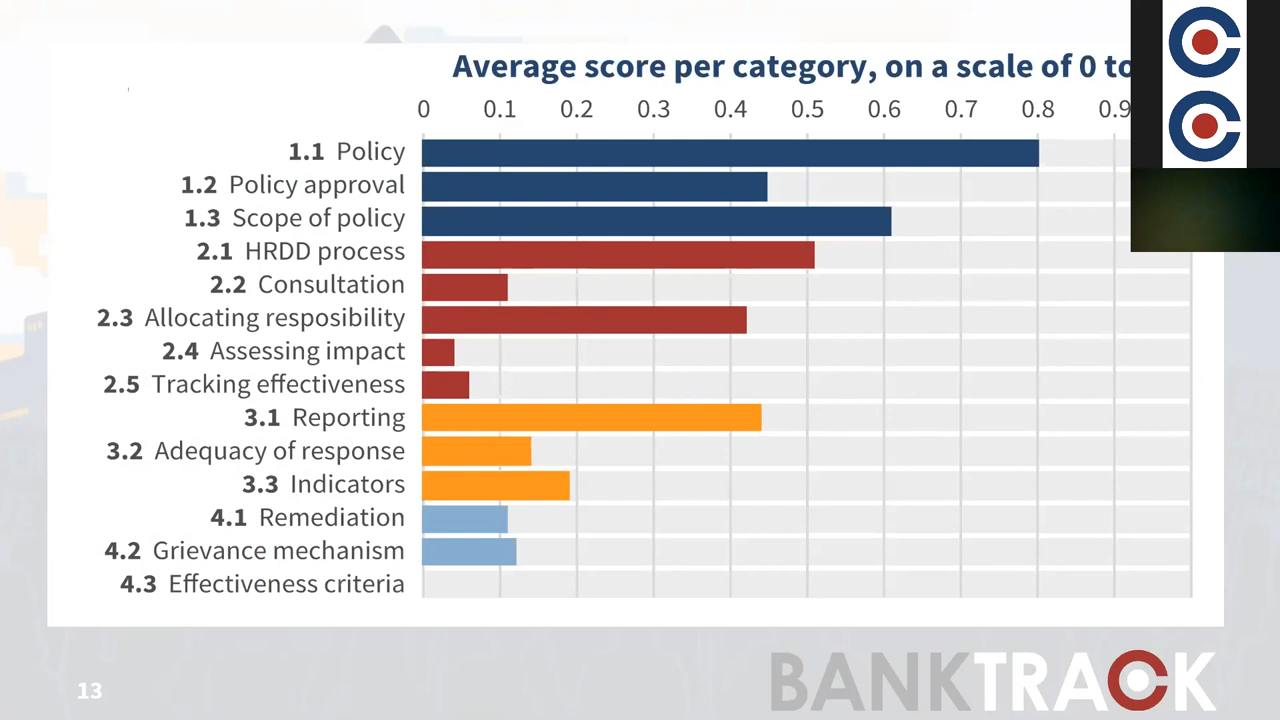 Average score per category, on a scale of 0 to
0 0.1 0.2 0.3 0.4 0.5 0.6 0.7 0.8 0.9
1.1 Policy
1.2 Policy approval
1.3 Scope of policy
2.1 HRDD process
2.2 Consultation
2.3 Allocating resposibility
2.4 Assessing impact
2.5 Tracking effectiveness
3.1 Reporting
3.2 Adequacy of response
3.3 Indicators
4.1 Remediation
4.2 Grievance mechanism
4.3 Effectiveness criteria
13
BANKTRACK